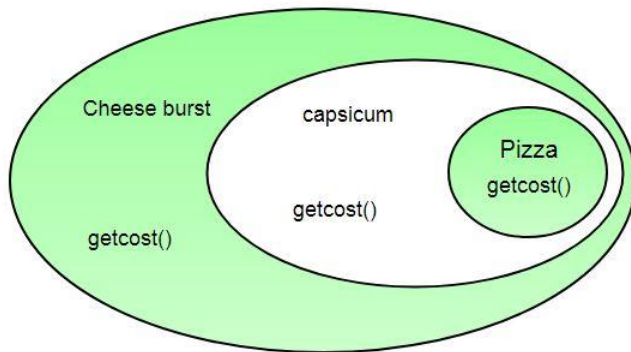 Cheese burst
capsicum
Pizza
getcost()
getcost()
getcost()